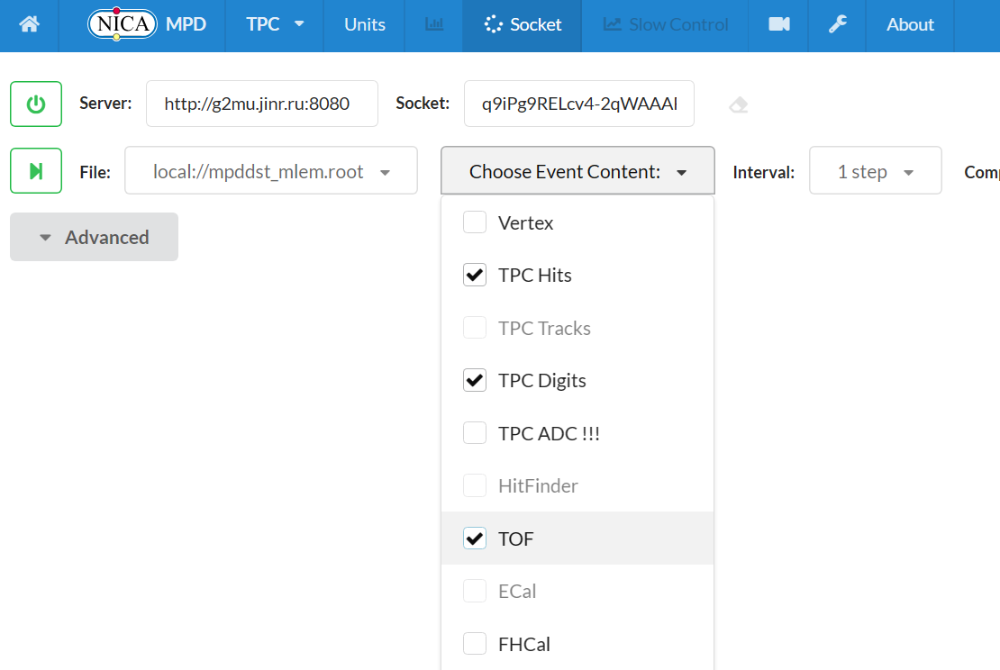 NICA MPD TPC Units Socket Slow Control About
Server: http://g2mu.jinr.ru:8080 Socket: q9iPg9RELcv4-2qWAAAI
File: local://mpddst_mlem.root Choose Event Content: Interval: 1 step Comp
Advanced
Vertex
TPC Hits
TPC Tracks
TPC Digits
TPC ADC !!!
HitFinder
TOF
ECal
FHCal